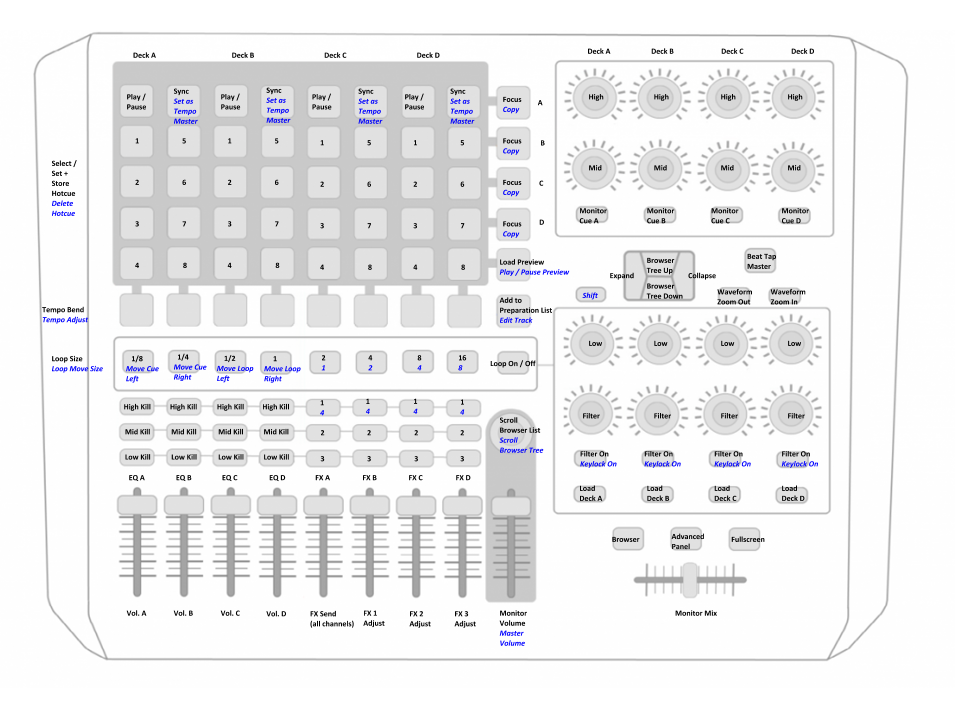 Deck A Deck B Deck C Deck D
Play / Pause
Sync
Set as
Tempo
Master
Play / Pause
Sync
Set as
Tempo
Master
Play / Pause
Sync
Set as
Tempo
Master
Play / Pause
Sync
Set as
Tempo
Master
Focus
Copy
A
1 5 1 5 1 5 1 5
Focus
Copy
B
Select /
Set +
Store
Hotcue
Delete
Hotcue
2 6 2 6 2 6 2 6
Focus
Copy
C
3 7 3 7 3 7 3 7
Focus
Copy
D
4 8 4 8 4 8 4 8
Load Preview
Play / Pause Preview
Tempo Bend
Tempo Adjust
Add to
Preparation List
Edit Track
Loop Size
Loop Move Size
1/8
Move Cue
Left
1/4
Move Cue
Right
1/2
Move Loop
Left
1
Move Loop
Right
2
1
4
2
8
4
16
8
Loop On / Off
High Kill High Kill High Kill High Kill
1
4
1
4
1
4
1
4
Mid Kill Mid Kill Mid Kill Mid Kill 2 2 2 2
Low Kill Low Kill Low Kill Low Kill 3 3 3 3
Scroll
Browser List
Scroll
Browser Tree
EQ A EQ B EQ C EQ D FX A FX B FX C FX D
Vol. A Vol. B Vol. C Vol. D
FX Send
(all channels)
FX 1
Adjust
FX 2
Adjust
FX 3
Adjust
Monitor
Volume
Master
Volume
Deck A Deck B Deck C Deck D
High High High High
Mid Mid Mid Mid
Monitor
Cue A
Monitor
Cue B
Monitor
Cue C
Monitor
Cue D
Expand
Browser
Tree Up
Browser
Tree Down
Collapse
Beat Tap
Master
Shift
Waveform
Zoom Out
Waveform
Zoom In
Low Low Low Low
Filter Filter Filter Filter
Filter On
Keylock On
Filter On
Keylock On
Filter On
Keylock On
Filter On
Keylock On
Load
Deck A
Load
Deck B
Load
Deck C
Load
Deck D
Browser
Advanced
Panel
Fullscreen
Monitor Mix